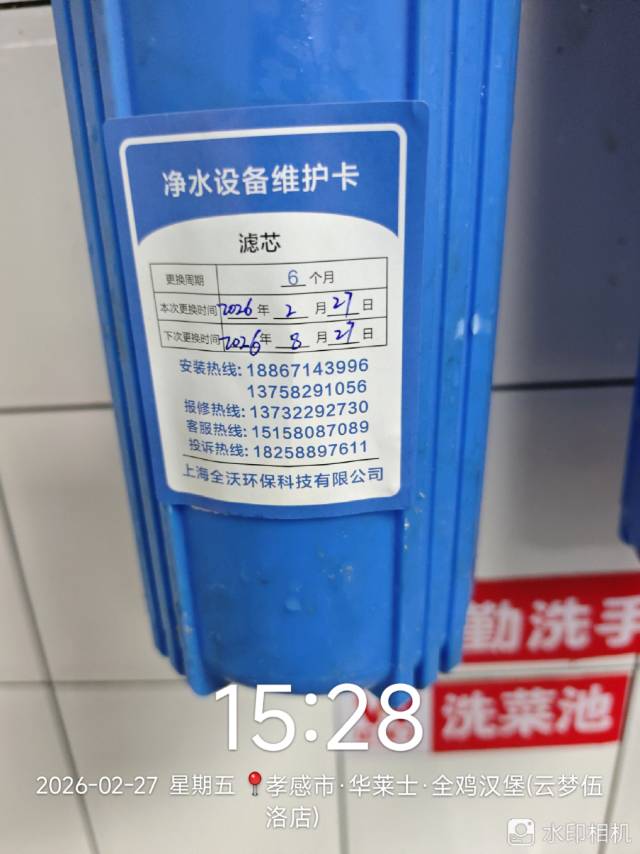 净水设备维护卡
滤芯
更换周期 6 个月
本次更换时间 2026 年 2 月 27 日
下次更换时间 2026 年 8 月 27 日
安装热线: 18867143996
13758291056
报修热线: 13732292730
客服热线: 15158087089
投诉热线: 18258897611
上海全沃环保科技有限公司
勤洗手
洗菜池
15:28
2026-02-27 星期五 📍孝感市·华莱士·全鸡汉堡(云梦伍
洛店)
水印相机